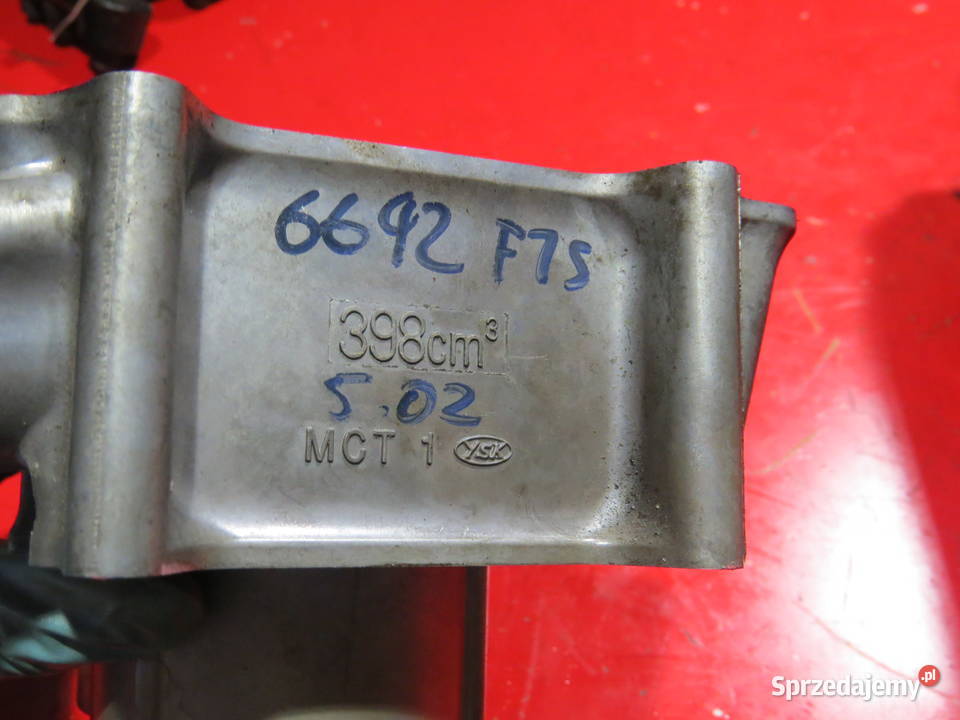 6692 F7S
398cm³
5.02
MCT 1 YSK
Sprzedajemy.pl